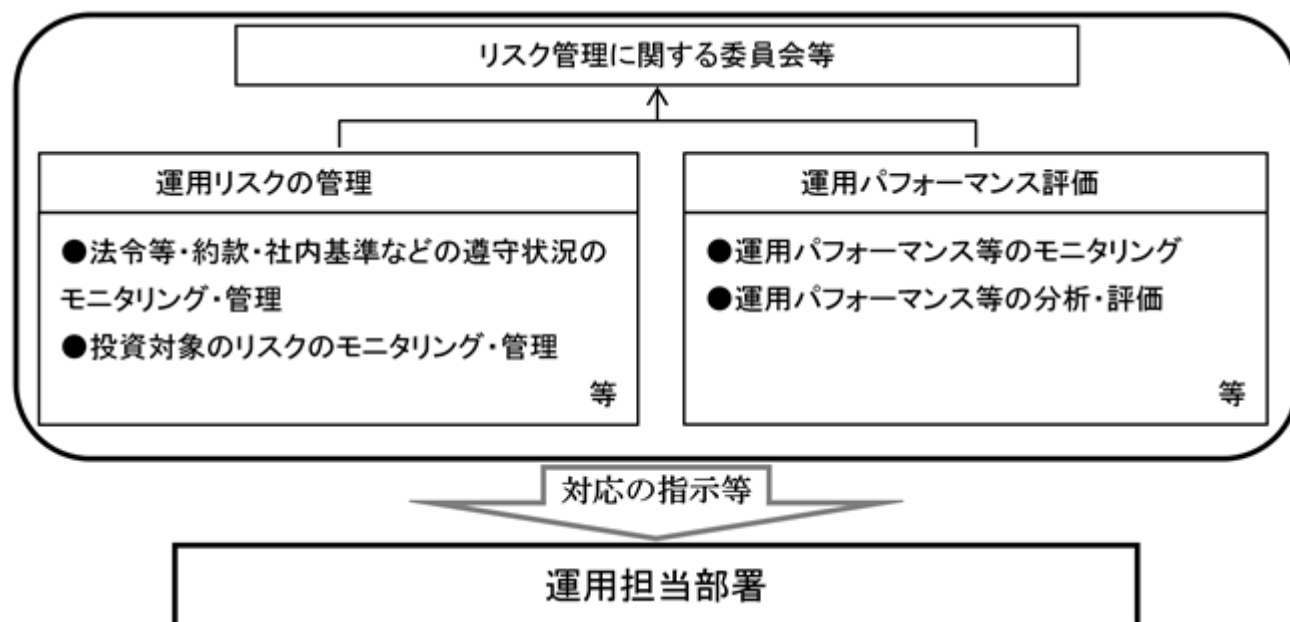 リスク管理に関する委員会等
運用リスクの管理
●法令等・約款・社内基準などの遵守状況の
モニタリング・管理
●投資対象のリスクのモニタリング・管理
等
運用パフォーマンス評価
●運用パフォーマンス等のモニタリング
●運用パフォーマンス等の分析・評価
等
対応の指示等
運用担当部署